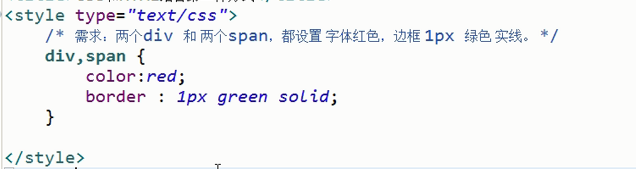 <style type="text/css">
/* 需求：两个div 和 两个span，都设置 字体红色，边框 1px 绿色 实线。*/
div,span {
color:red;
border : 1px green solid;
}
</style>